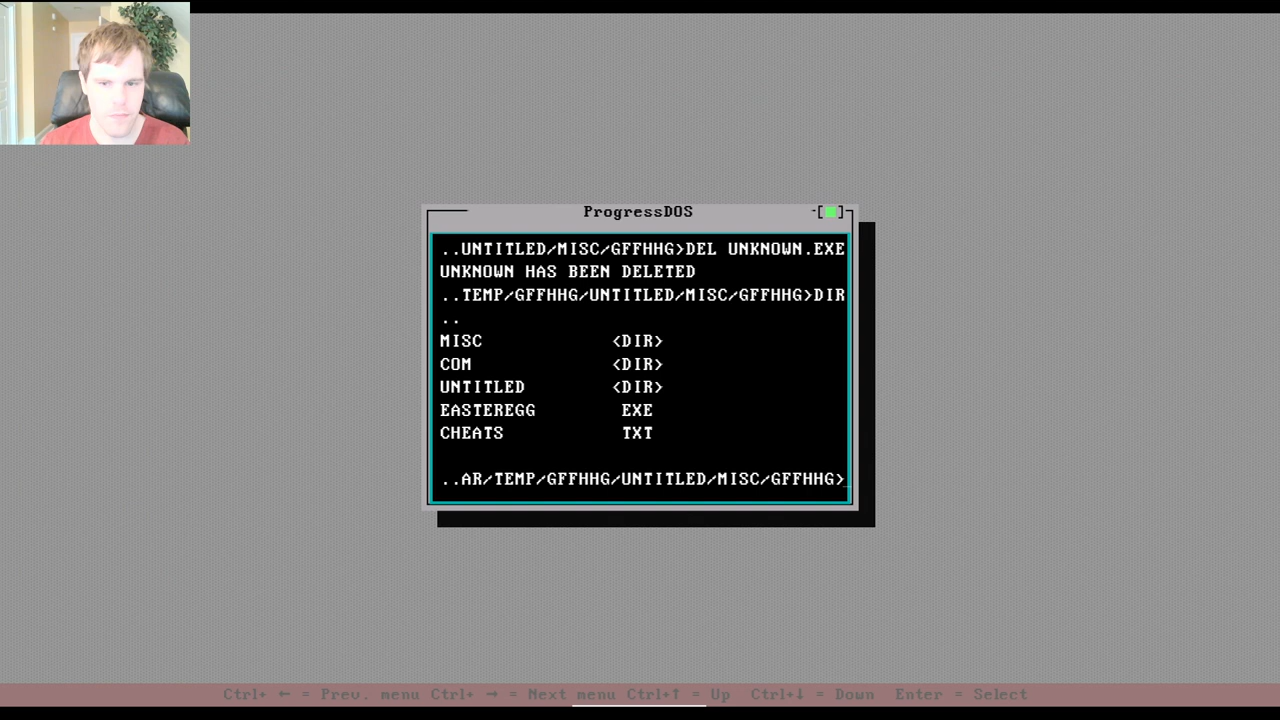 ProgressDOS
..UNTITLED/MISC/GFFHHG>DEL UNKNOWN.EXE
UNKNOWN HAS BEEN DELETED
..TEMP/GFFHHG/UNTITLED/MISC/GFFHHG>DIR
..
MISC <DIR>
COM <DIR>
UNTITLED <DIR>
EASTEREGG EXE
CHEATS TXT
..AR/TEMP/GFFHHG/UNTITLED/MISC/GFFHHG>_
Ctrl+ ← = Prev. menu Ctrl+ → = Next menu Ctrl+↑ = Up Ctrl+↓ = Down Enter = Select